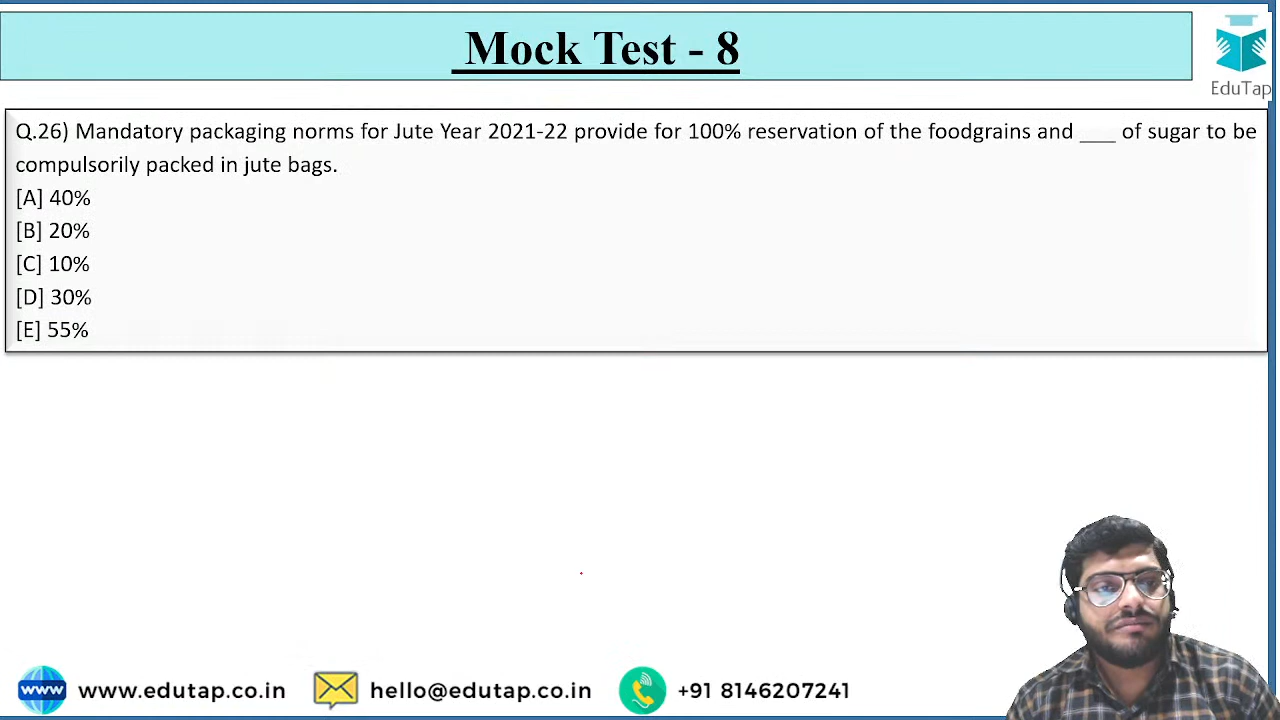 Mock Test - 8
EduTap
Q.26) Mandatory packaging norms for Jute Year 2021-22 provide for 100% reservation of the foodgrains and ___ of sugar to be
compulsorily packed in jute bags.
[A] 40%
[B] 20%
[C] 10%
[D] 30%
[E] 55%
www www.edutap.co.in hello@edutap.co.in +91 8146207241